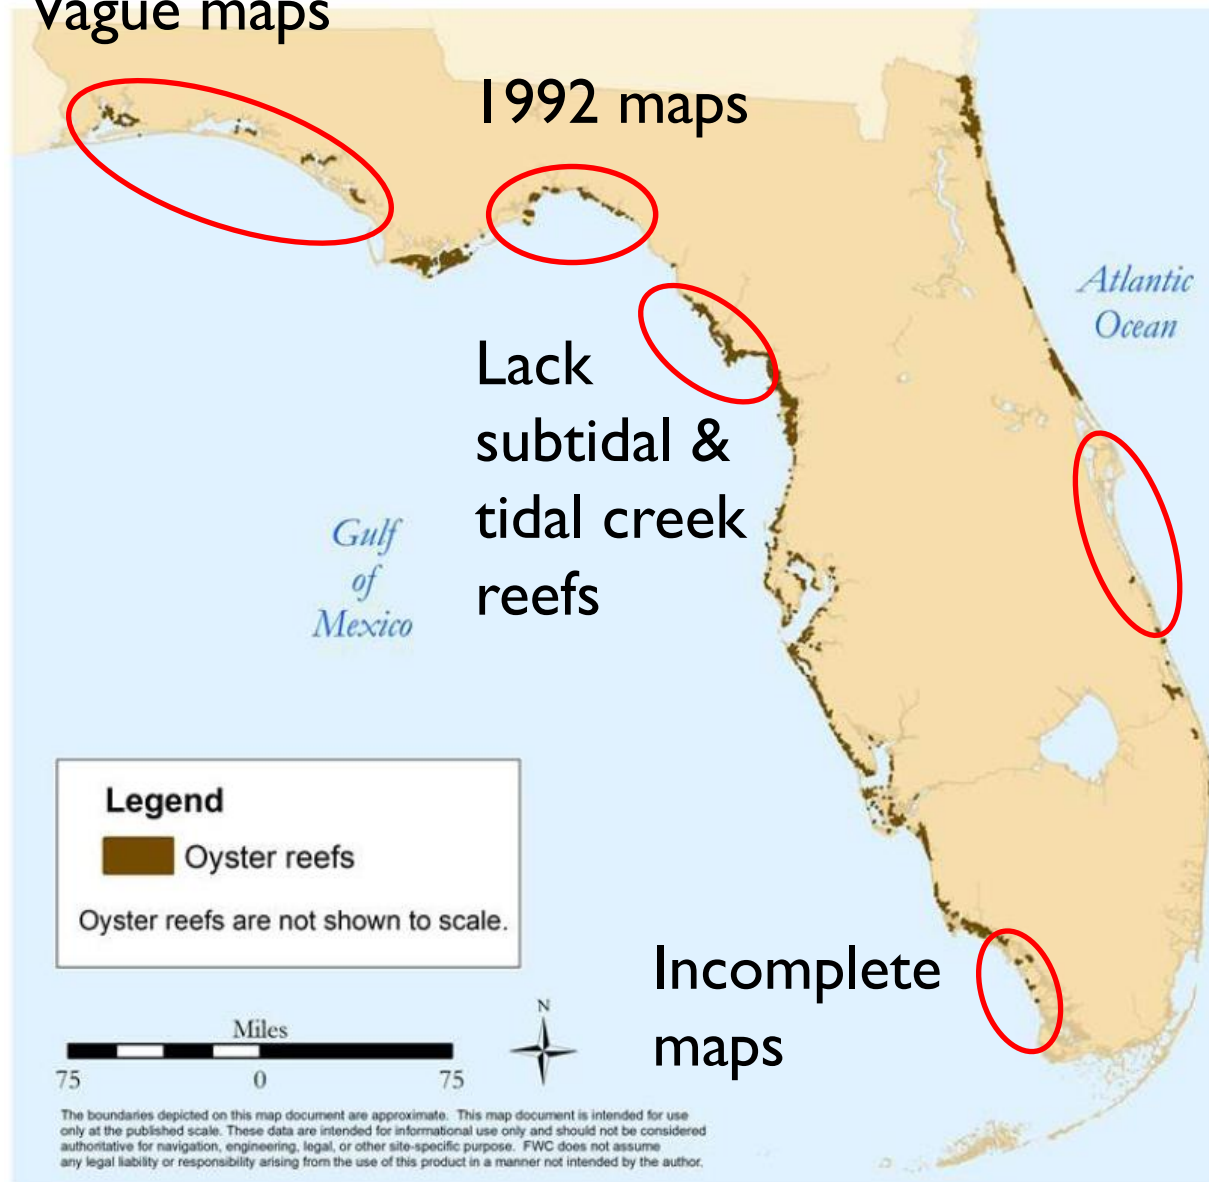 Vague maps
1992 maps
Atlantic
Ocean
Lack
subtidal &
tidal creek
reefs
Gulf
of
Mexico
Legend
Oyster reefs
Oyster reefs are not shown to scale.
Incomplete
maps
N
Miles
75 0 75
The boundaries depicted on this map document are approximate. This map document is intended for use
only at the published scale. These data are intended for informational use only and should not be considered
authoritative for navigation, engineering, legal, or other site-specific purpose. FWC does not assume
any legal liability or responsibility arising from the use of this product in a manner not intended by the author.